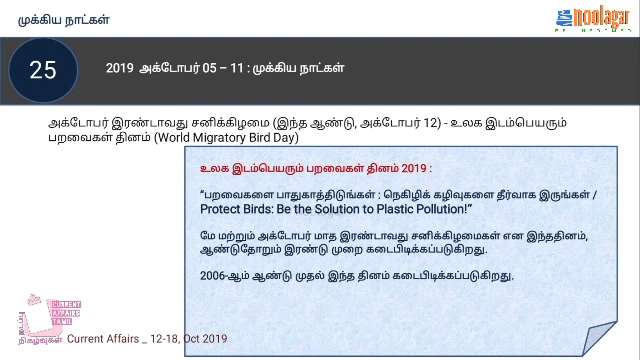 முக்கிய நாட்கள்
noolagar
25
2019 அக்டோபர் 05 – 11 : முக்கிய நாட்கள்
அக்டோபர் இரண்டாவது சனிக்கிழமை (இந்த ஆண்டு, அக்டோபர் 12) - உலக இடம்பெயரும்
பறவைகள் தினம் (World Migratory Bird Day)
உலக இடம்பெயரும் பறவைகள் தினம் 2019 :
“பறவைகளை பாதுகாத்திடுங்கள் : நெகிழிக் கழிவுகளை தீர்வாக இருங்கள் /
Protect Birds: Be the Solution to Plastic Pollution!”
மே மற்றும் அக்டோபர் மாத இரண்டாவது சனிக்கிழமைகள் என இந்ததினம்,
ஆண்டுதோறும் இரண்டு முறை கடைபிடிக்கப்படுகிறது.
2006-ஆம் ஆண்டு முதல் இந்த தினம் கடைபிடிக்கப்படுகிறது.
CURRENT
AFFAIRS
TAMIL
நடப்பு
நிகழ்வுகள்
Current Affairs _ 12-18, Oct 2019